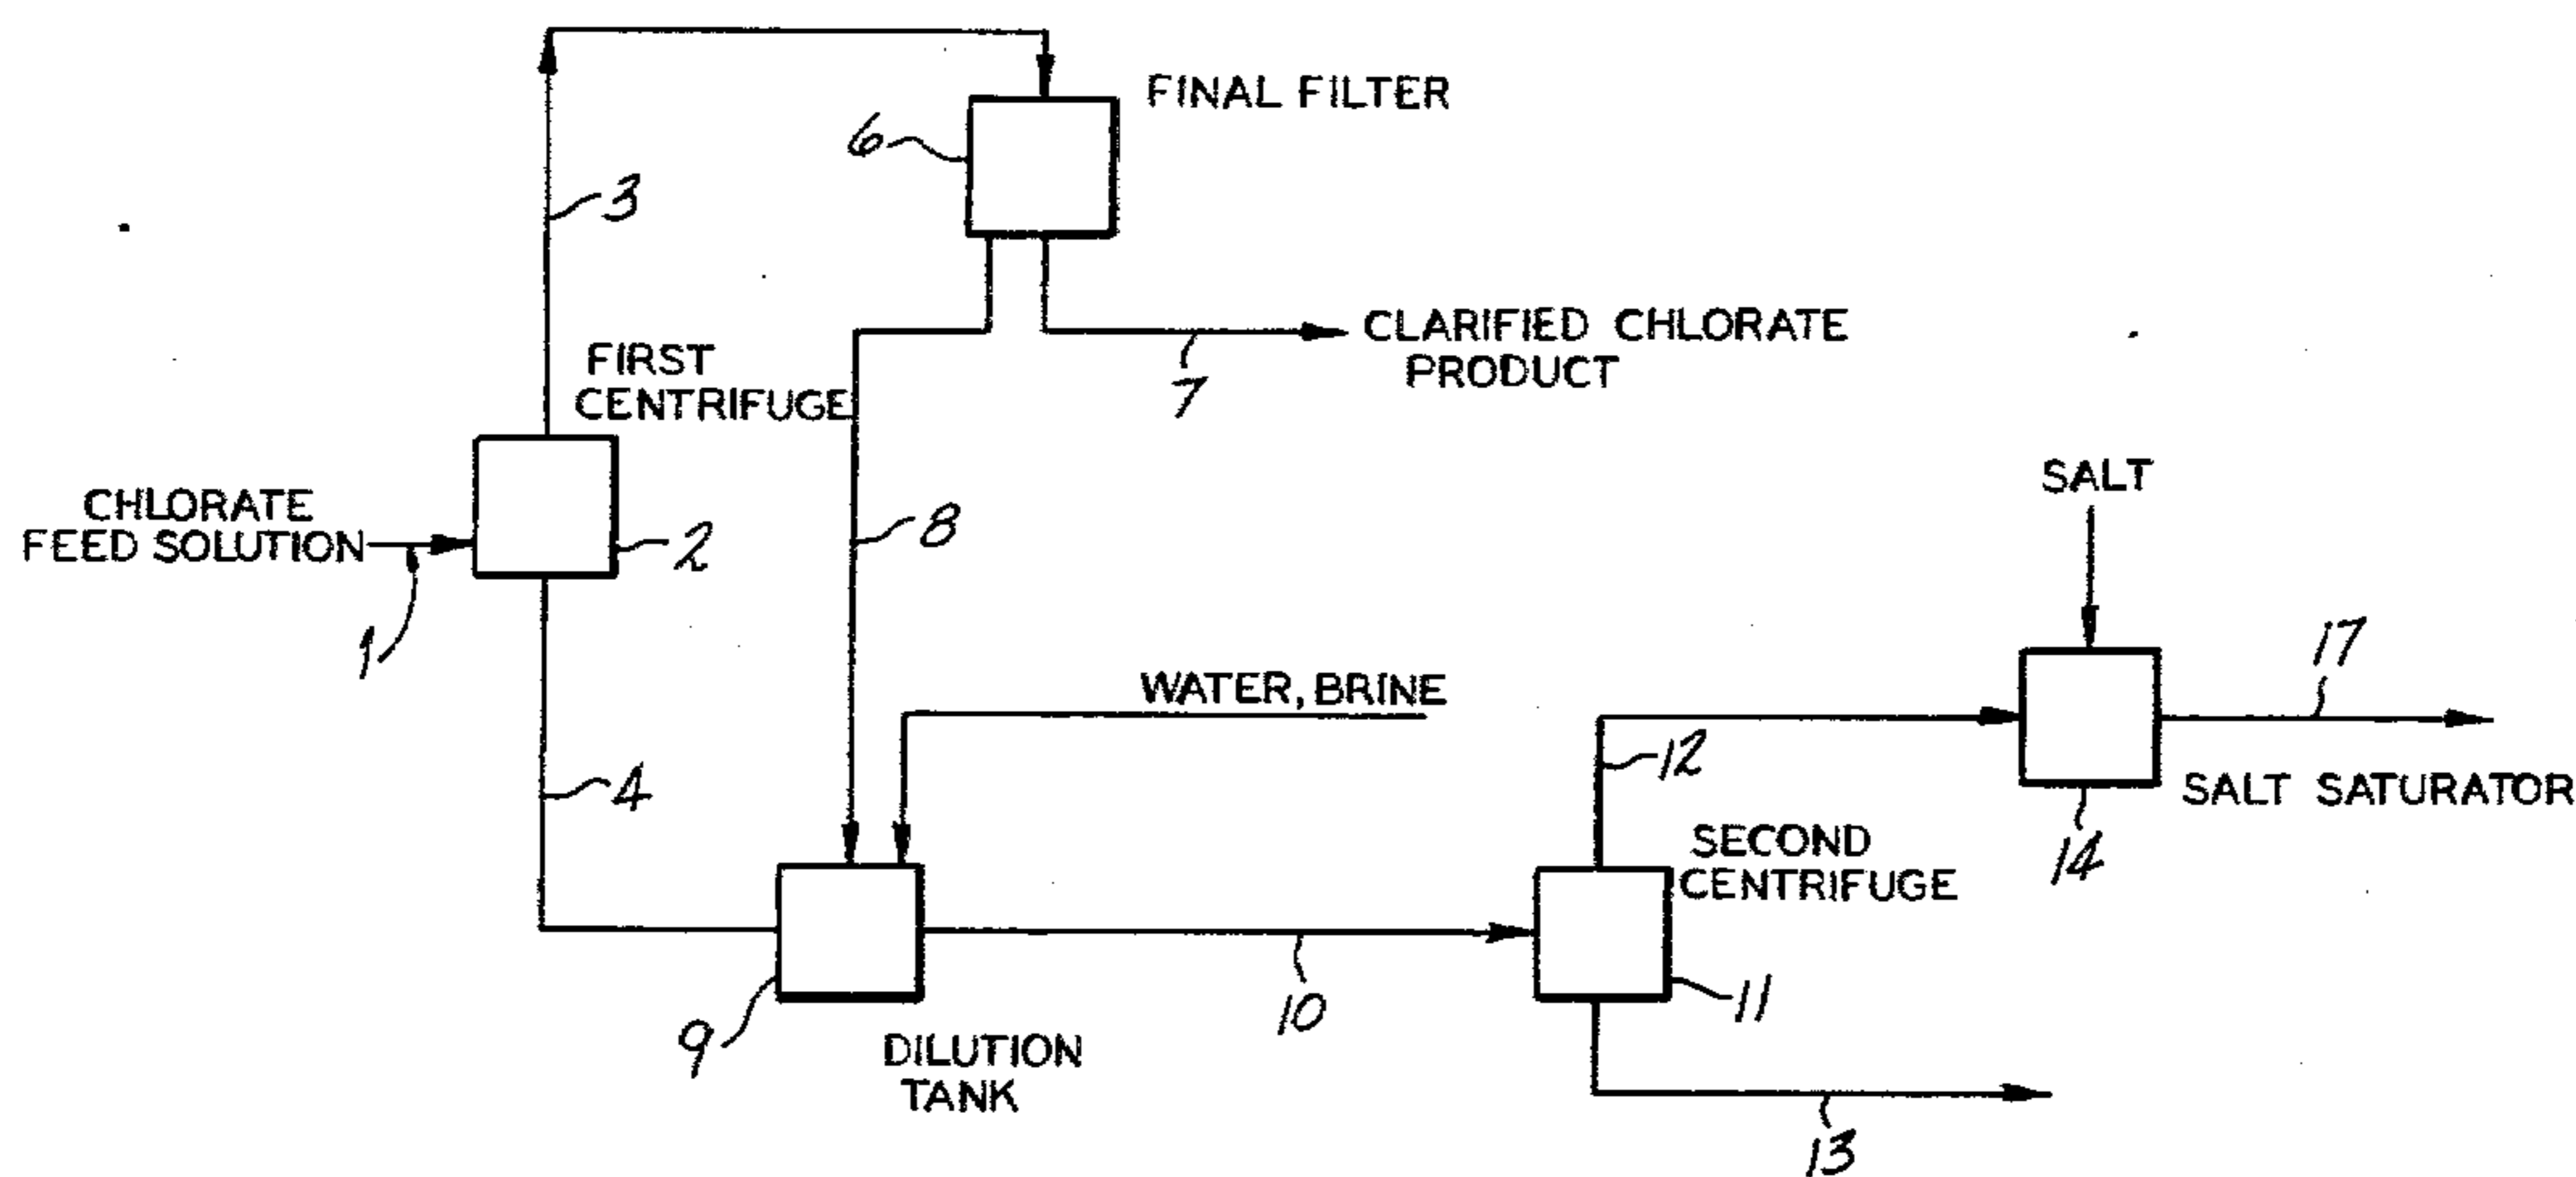 FINAL FILTER
6
3
CLARIFIED CHLORATE
PRODUCT
7
FIRST
CENTRIFUGE
CHLORATE
FEED SOLUTION
1
2
8
SALT
17
WATER, BRINE
12
4
SALT SATURATOR
14
SECOND
CENTRIFUGE
10
11
9
DILUTION
TANK
13